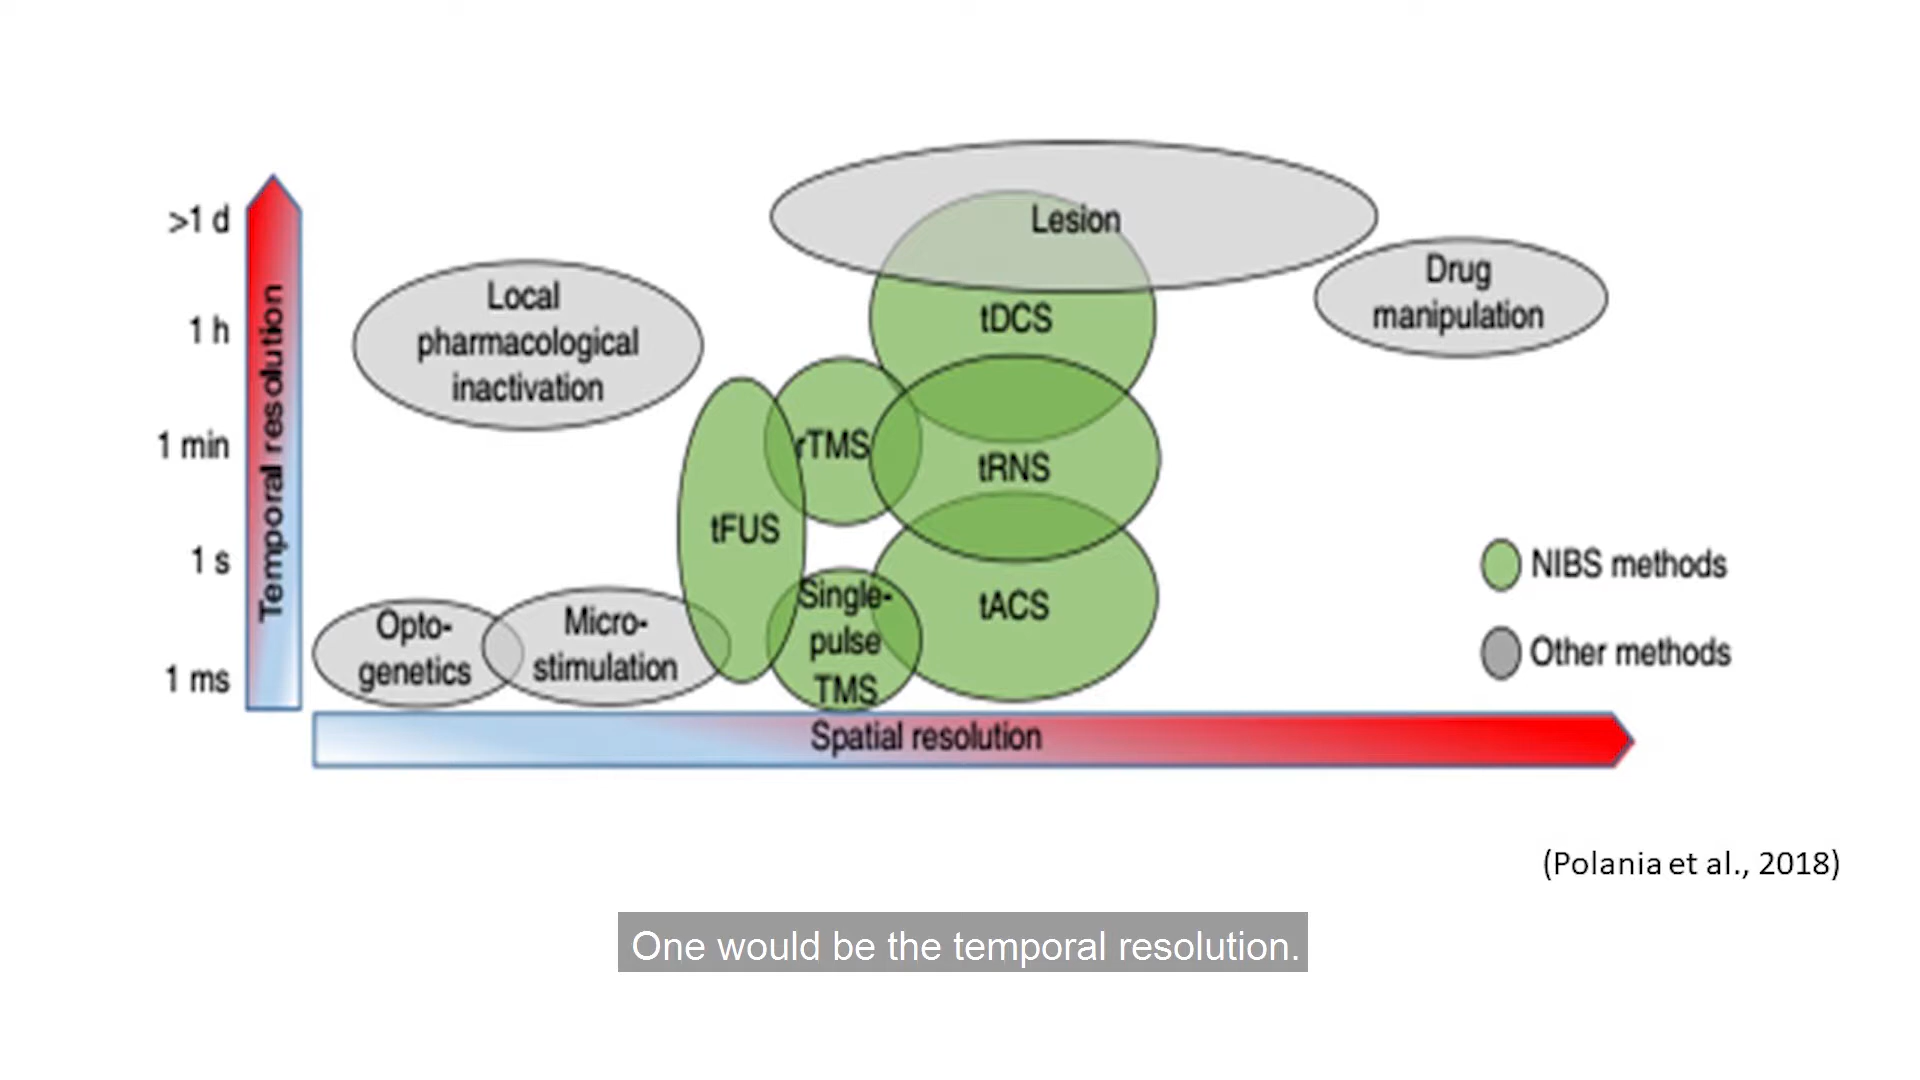 >1 d
1 h
1 min
1 s
1 ms
Temporal resolution
Lesion
Drug
manipulation
Local
pharmacological
inactivation
tDCS
rTMS
tRNS
tFUS
tACS
Single-
pulse
TMS
Opto-
genetics
Micro-
stimulation
NIBS methods
Other methods
Spatial resolution
(Polania et al., 2018)
One would be the temporal resolution.